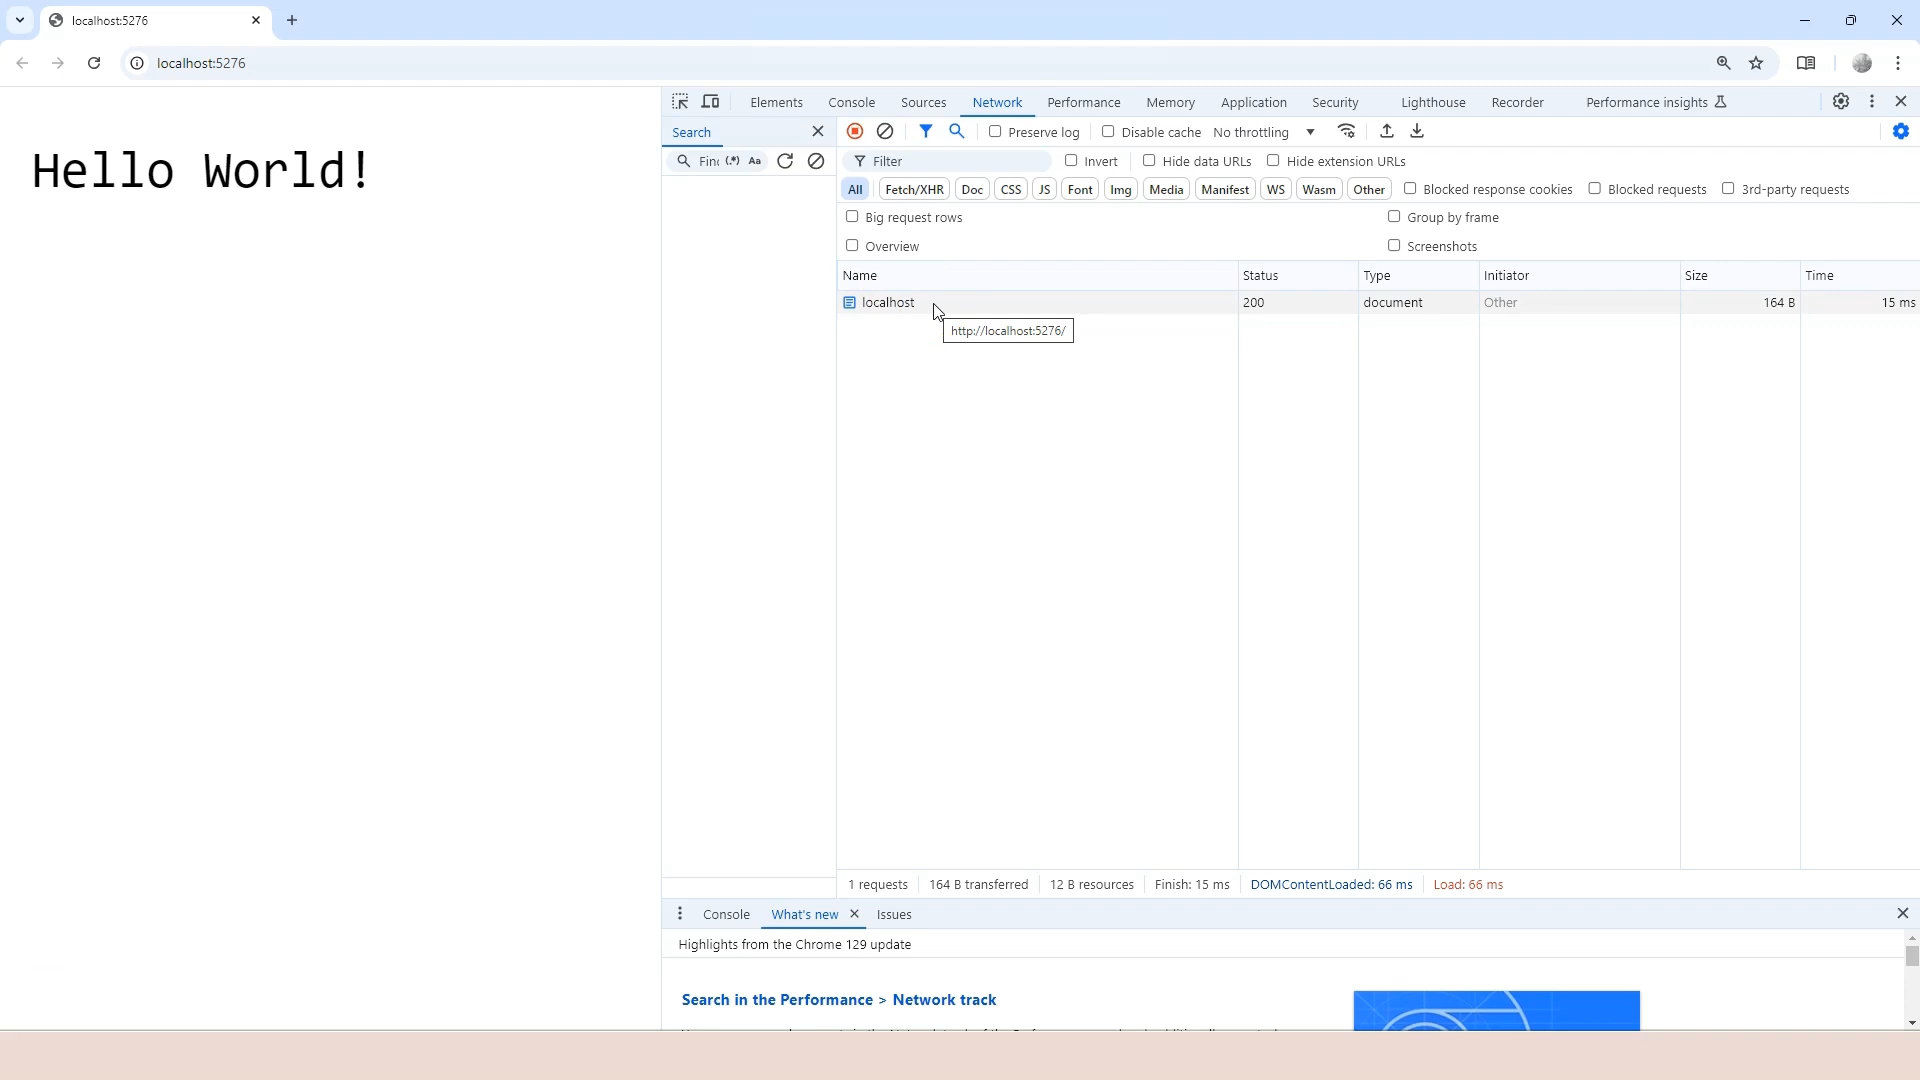 localhost:5276
localhost:5276
Hello World!
Elements Console Sources Network Performance Memory Application Security Lighthouse Recorder Performance insights
Search
Preserve log Disable cache No throttling
Find (.*) Aa
Filter Invert Hide data URLs Hide extension URLs
All Fetch/XHR Doc CSS JS Font Img Media Manifest WS Wasm Other Blocked response cookies Blocked requests 3rd-party requests
Big request rows Group by frame
Overview Screenshots
Name Status Type Initiator Size Time
localhost 200 document Other 164 B 15 ms
http://localhost:5276/
1 requests 164 B transferred 12 B resources Finish: 15 ms DOMContentLoaded: 66 ms Load: 66 ms
Console What's new Issues
Highlights from the Chrome 129 update
Search in the Performance > Network track